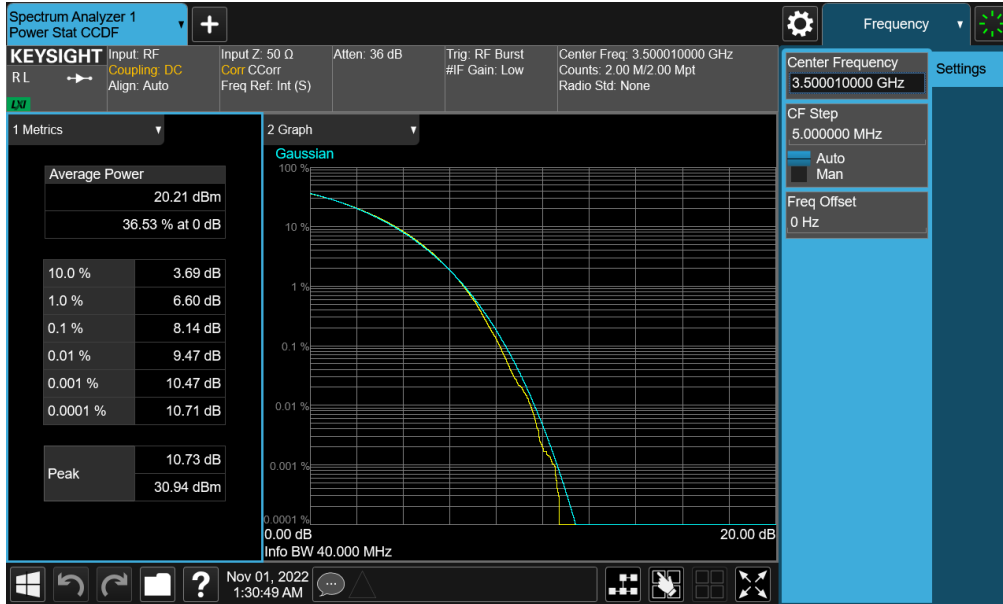 Spectrum Analyzer 1
Power Stat CCDF
Frequency
KEYSIGHT
R L
LXI
Input: RF
Coupling: DC
Align: Auto
Input Z: 50 Ω
Corr CCorr
Freq Ref: Int (S)
Atten: 36 dB
Trig: RF Burst
#IF Gain: Low
Center Freq: 3.500010000 GHz
Counts: 2.00 M/2.00 Mpt
Radio Std: None
Center Frequency
3.500010000 GHz
Settings
CF Step
5.000000 MHz
Auto
Man
Freq Offset
0 Hz
1 Metrics
Average Power
20.21 dBm
36.53 % at 0 dB
10.0 % 3.69 dB
1.0 % 6.60 dB
0.1 % 8.14 dB
0.01 % 9.47 dB
0.001 % 10.47 dB
0.0001 % 10.71 dB
Peak
10.73 dB
30.94 dBm
2 Graph
Gaussian
100 %
10 %
1 %
0.1 %
0.01 %
0.001 %
0.0001 %
0.00 dB 20.00 dB
Info BW 40.000 MHz
?
Nov 01, 2022
1:30:49 AM